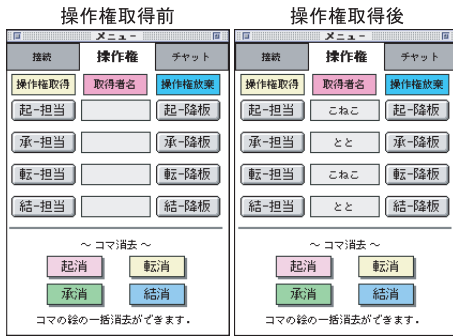 操作権取得前
メニュー
接続 操作権 チャット
操作権取得 取得者名 操作権放棄
起-担当 起-降板
承-担当 承-降板
転-担当 転-降板
結-担当 結-降板
～ コマ消去 ～
起消 転消
承消 結消
コマの絵の一括消去ができます.
操作権取得後
メニュー
接続 操作権 チャット
操作権取得 取得者名 操作権放棄
起-担当 こねこ 起-降板
承-担当 とと 承-降板
転-担当 こねこ 転-降板
結-担当 とと 結-降板
～ コマ消去 ～
起消 転消
承消 結消
コマの絵の一括消去ができます.